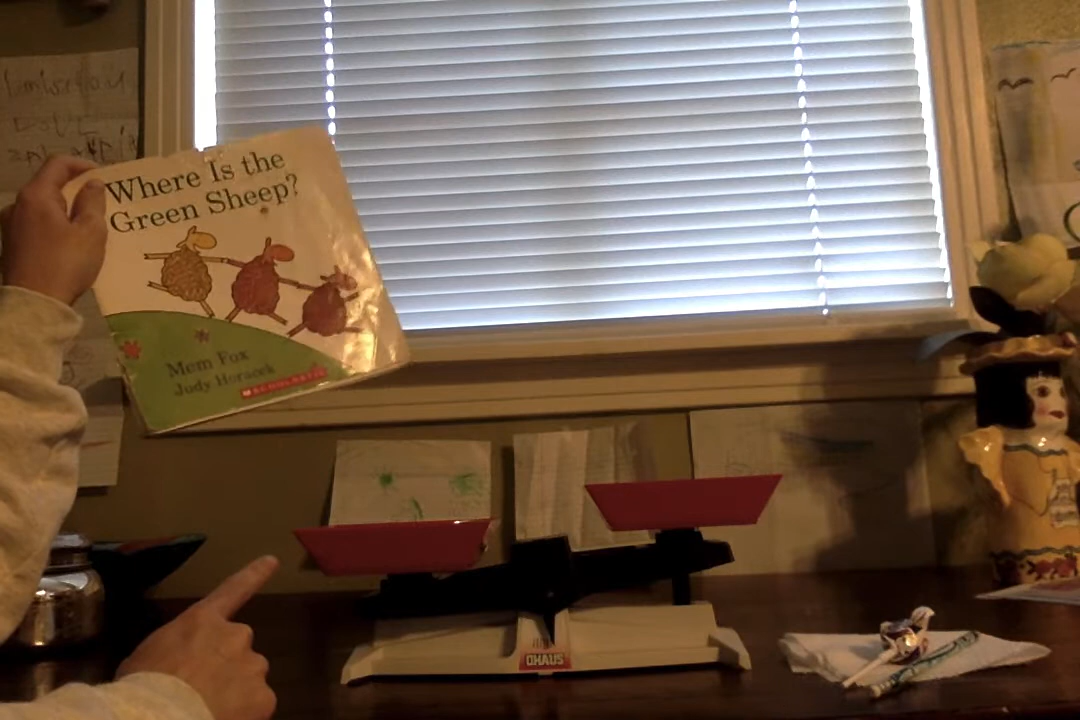 Where Is the
Green Sheep?
Mem Fox
Judy Horacek
SCHOLASTIC
OHAUS